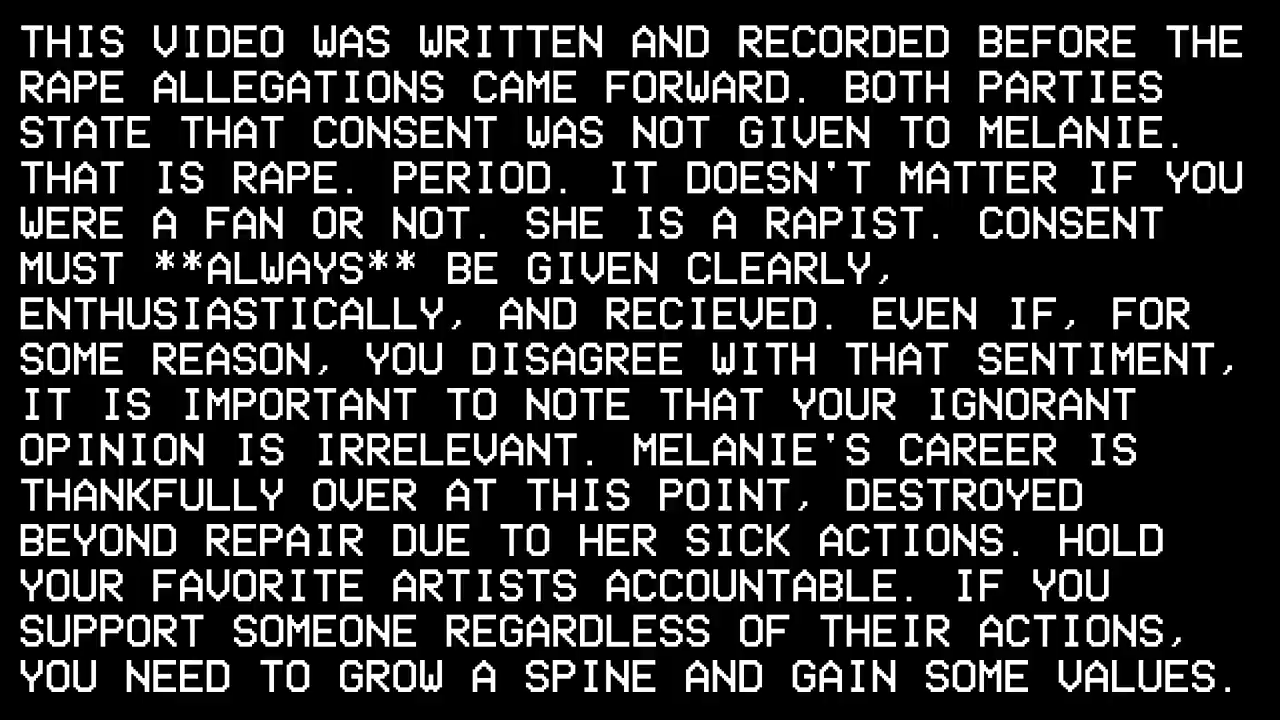 THIS VIDEO WAS WRITTEN AND RECORDED BEFORE THE
RAPE ALLEGATIONS CAME FORWARD. BOTH PARTIES
STATE THAT CONSENT WAS NOT GIVEN TO MELANIE.
THAT IS RAPE. PERIOD. IT DOESN'T MATTER IF YOU
WERE A FAN OR NOT. SHE IS A RAPIST. CONSENT
MUST **ALWAYS** BE GIVEN CLEARLY,
ENTHUSIASTICALLY, AND RECIEVED. EVEN IF, FOR
SOME REASON, YOU DISAGREE WITH THAT SENTIMENT,
IT IS IMPORTANT TO NOTE THAT YOUR IGNORANT
OPINION IS IRRELEVANT. MELANIE'S CAREER IS
THANKFULLY OVER AT THIS POINT, DESTROYED
BEYOND REPAIR DUE TO HER SICK ACTIONS. HOLD
YOUR FAVORITE ARTISTS ACCOUNTABLE. IF YOU
SUPPORT SOMEONE REGARDLESS OF THEIR ACTIONS,
YOU NEED TO GROW A SPINE AND GAIN SOME VALUES.